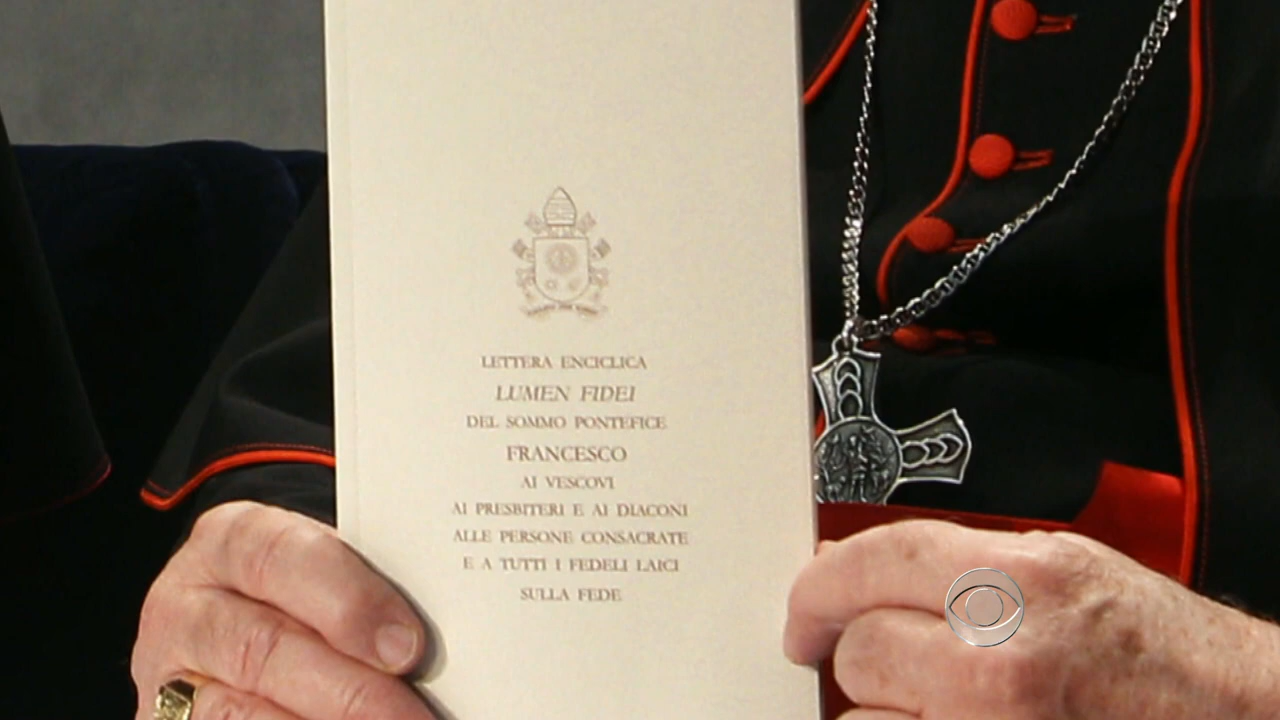 LETTERA ENCICLICA
LUMEN FIDEI
DEL SOMMO PONTEFICE
FRANCESCO
AI VESCOVI
AI PRESBITERI E AI DIACONI
ALLE PERSONE CONSACRATE
E A TUTTI I FEDELI LAICI
SULLA FEDE